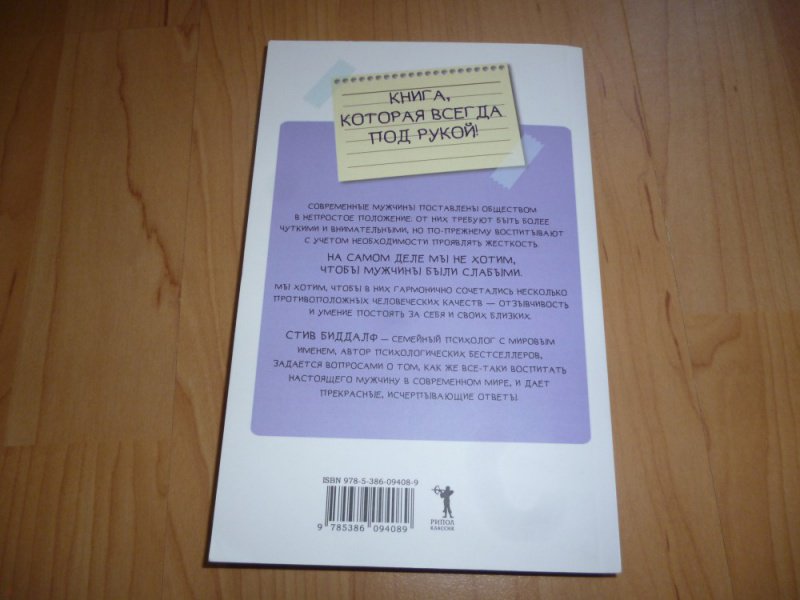 КНИГА,
КОТОРАЯ ВСЕГДА
ПОД РУКОЙ!
СОВРЕМЕННЫЕ МУЖЧИНЫ ПОСТАВЛЕНЫ ОБЩЕСТВОМ
В НЕПРОСТОЕ ПОЛОЖЕНИЕ: ОТ НИХ ТРЕБУЮТ БЫТЬ БОЛЕЕ
ЧУТКИМИ И ВНИМАТЕЛЬНЫМИ, НО ПО-ПРЕЖНЕМУ ВОСПИТЫВАЮТ
С УЧЕТОМ НЕОБХОДИМОСТИ ПРОЯВЛЯТЬ ЖЕСТКОСТЬ.
НА САМОМ ДЕЛЕ МЫ НЕ ХОТИМ,
ЧТОБЫ МУЖЧИНЫ БЫЛИ СЛАБЫМИ.
МЫ ХОТИМ, ЧТОБЫ В НИХ ГАРМОНИЧНО СОЧЕТАЛИСЬ НЕСКОЛЬКО
ПРОТИВОПОЛОЖНЫХ ЧЕЛОВЕЧЕСКИХ КАЧЕСТВ — ОТЗЫВЧИВОСТЬ
И УМЕНИЕ ПОСТОЯТЬ ЗА СЕБЯ И СВОИХ БЛИЗКИХ.
СТИВ БИДДАЛФ — СЕМЕЙНЫЙ ПСИХОЛОГ С МИРОВЫМ
ИМЕНЕМ, АВТОР ПСИХОЛОГИЧЕСКИХ БЕСТСЕЛЛЕРОВ,
ЗАДАЕТСЯ ВОПРОСАМИ О ТОМ, КАК ЖЕ ВСЕ-ТАКИ ВОСПИТАТЬ
НАСТОЯЩЕГО МУЖЧИНУ В СОВРЕМЕННОМ МИРЕ, И ДАЕТ
ПРЕКРАСНЫЕ, ИСЧЕРПЫВАЮЩИЕ ОТВЕТЫ.
ISBN 978-5-386-09408-9
9 785386 094089
РИПОЛ
КЛАССИК